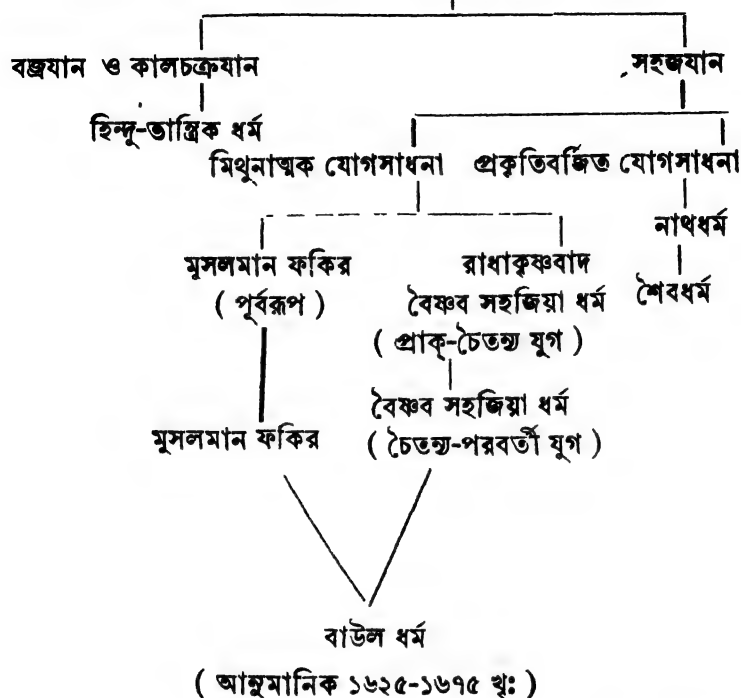 বজ্রযান ও কালচক্রযান
সহজযান
হিন্দু-তান্ত্রিক ধর্ম
মিথুনাত্মক যোগসাধনা
প্রকৃতিবর্জিত যোগসাধনা
নাথধর্ম
শৈবধর্ম
মুসলমান ফকির
( পূর্বরূপ )
রাধাকৃষ্ণবাদ
বৈষ্ণব সহজিয়া ধর্ম
( প্রাক্-চৈতন্য যুগ )
মুসলমান ফকির
বৈষ্ণব সহজিয়া ধর্ম
( চৈতন্য-পরবর্তী যুগ )
বাউল ধর্ম
( আনুমানিক ১৬২৫-১৬৭৫ খৃঃ )